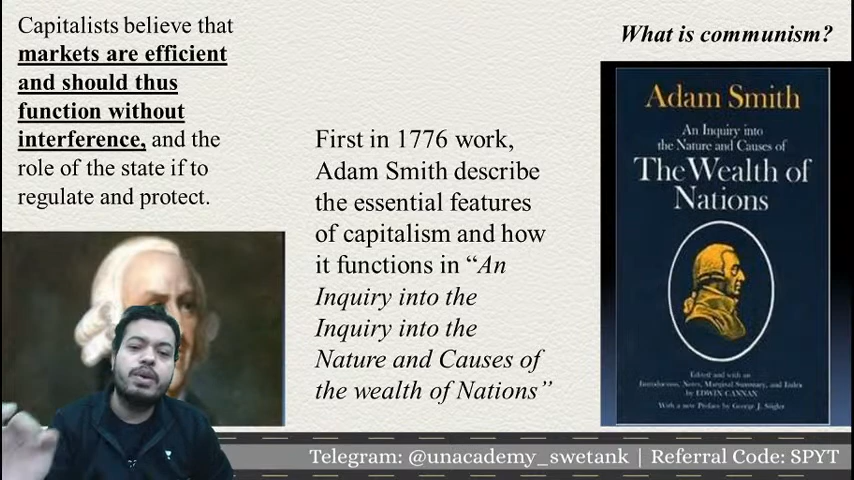 Capitalists believe that
markets are efficient
and should thus
function without
interference, and the
role of the state if to
regulate and protect.
First in 1776 work,
Adam Smith describe
the essential features
of capitalism and how
it functions in “An
Inquiry into the
Inquiry into the
Nature and Causes of
the wealth of Nations”
What is communism?
Adam Smith
An Inquiry into
the Nature and Causes of
The Wealth of
Nations
Edited and with an
Introduction, Notes, Marginal Summary, and Index
by EDWIN CANNAN
With a new Preface by George J. Stigler
Telegram: @unacademy_swetank | Referral Code: SPYT